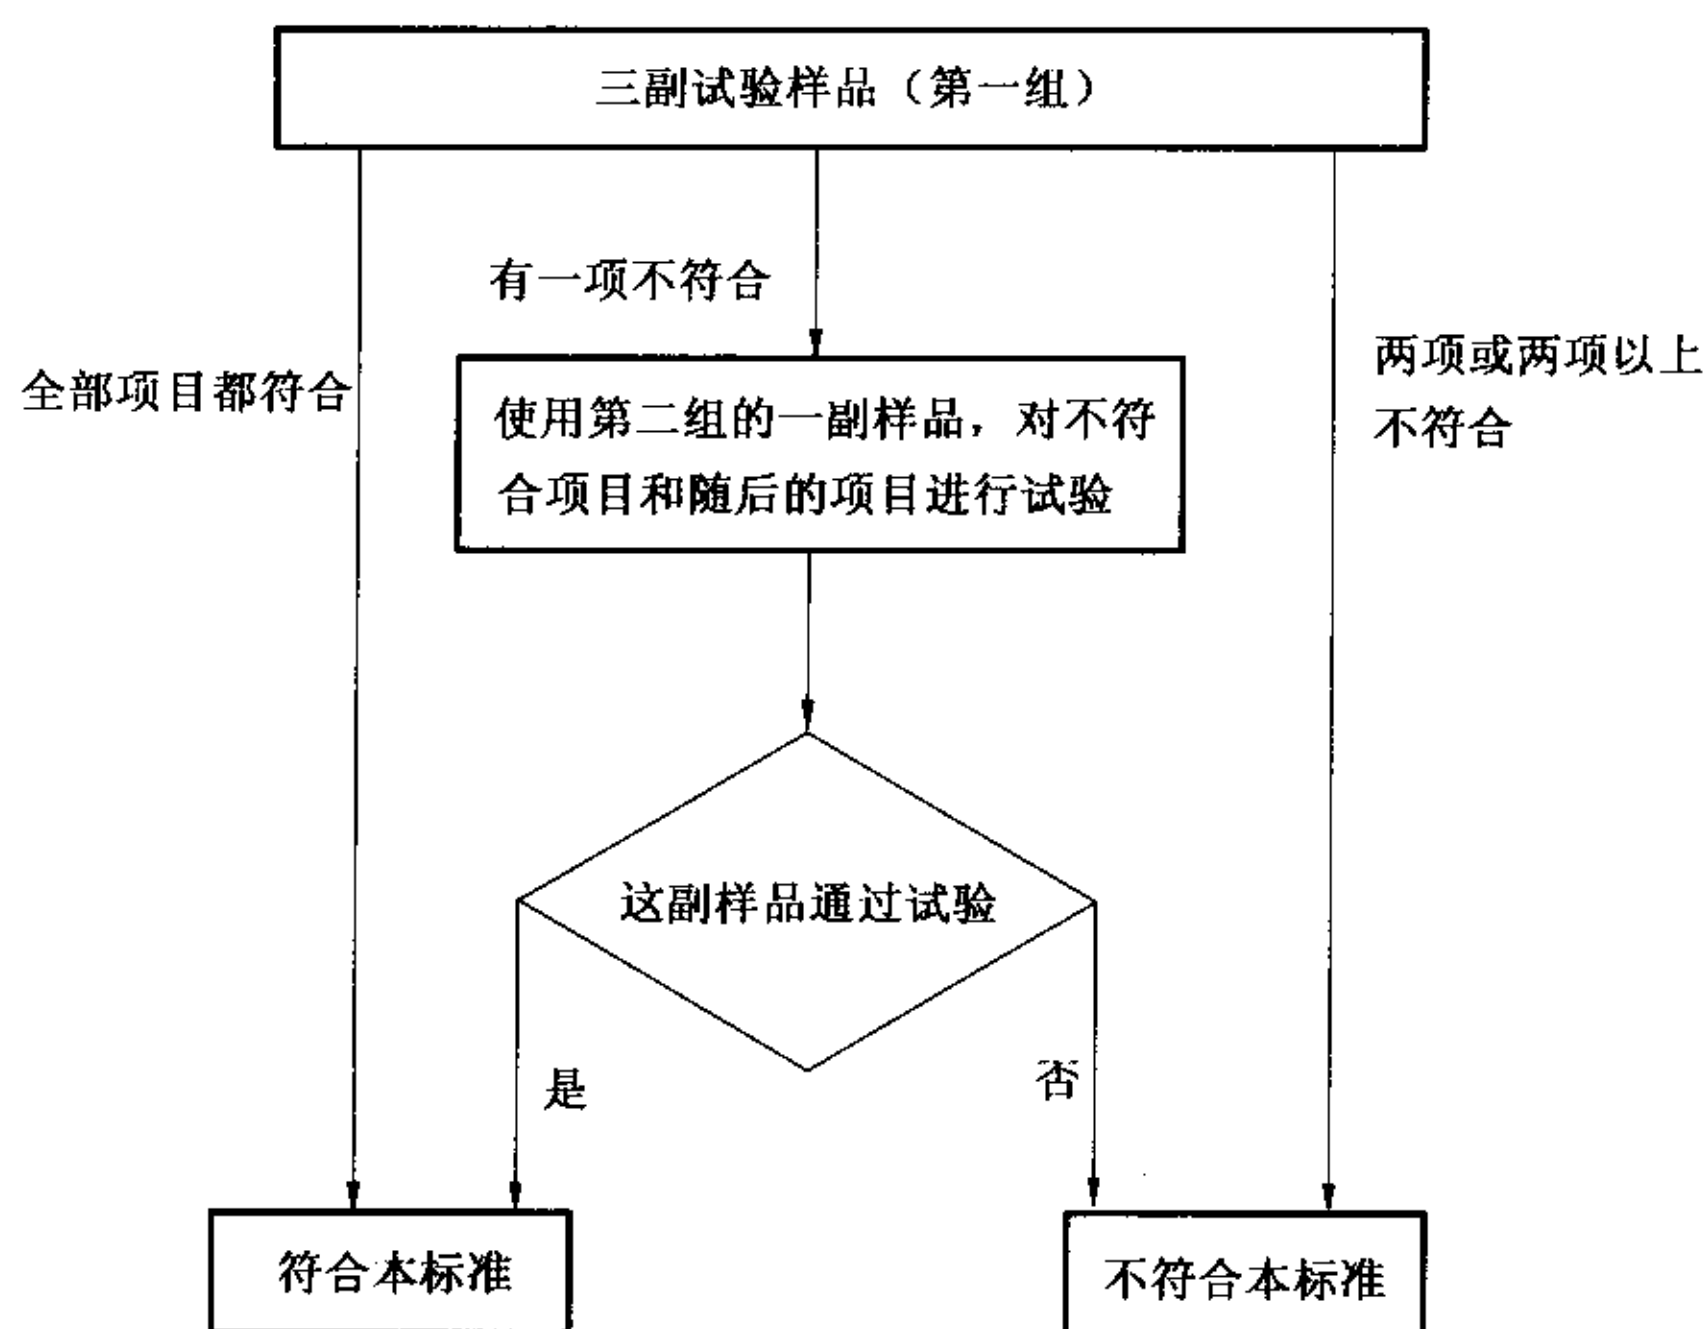 三副试验样品（第一组）
有一项不符合
全部项目都符合
两项或两项以上
不符合
使用第二组的一副样品，对不符
合项目和随后的项目进行试验
这副样品通过试验
是
否
符合本标准
不符合本标准